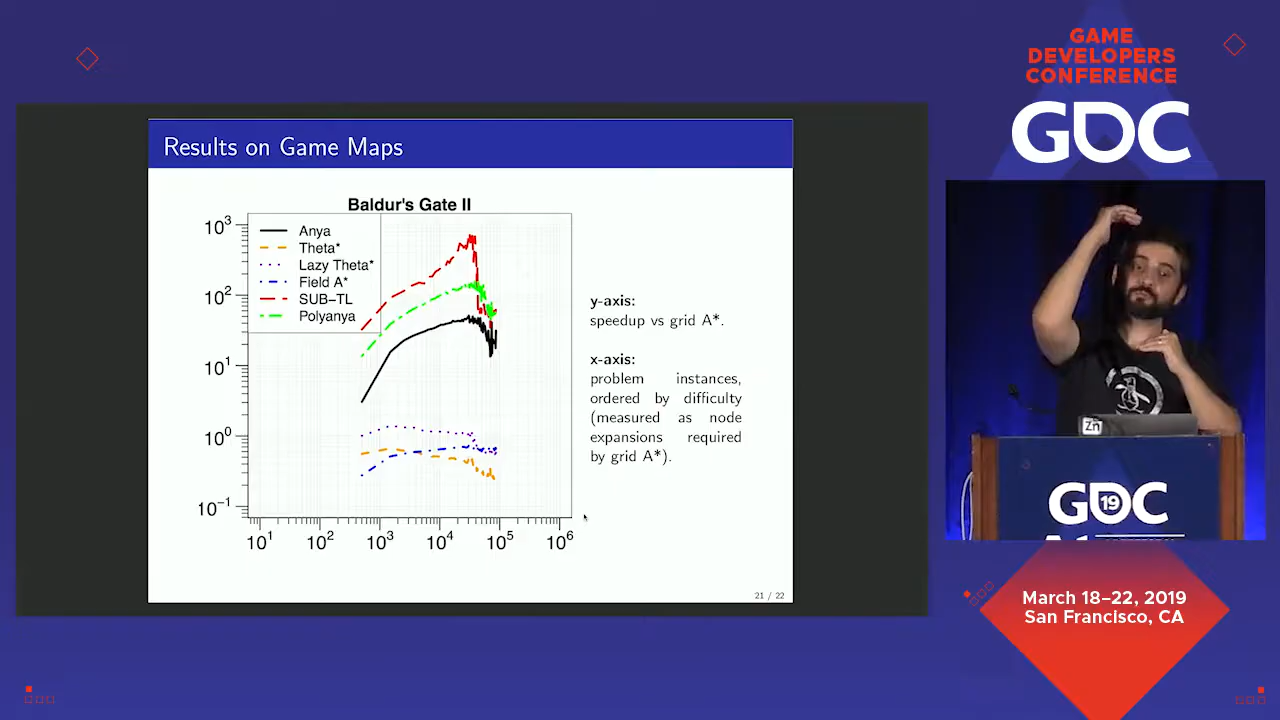 GAME
DEVELOPERS
CONFERENCE
GDC
Results on Game Maps
Baldur's Gate II
Anya
Theta*
Lazy Theta*
Field A*
SUB−TL
Polyanya
10³
10²
10¹
10⁰
10⁻¹
10¹ 10² 10³ 10⁴ 10⁵ 10⁶
y-axis:
speedup vs grid A*.
x-axis:
problem instances,
ordered by difficulty
(measured as node
expansions required
by grid A*).
21 / 22
Zn
GDC
19
March 18–22, 2019
San Francisco, CA